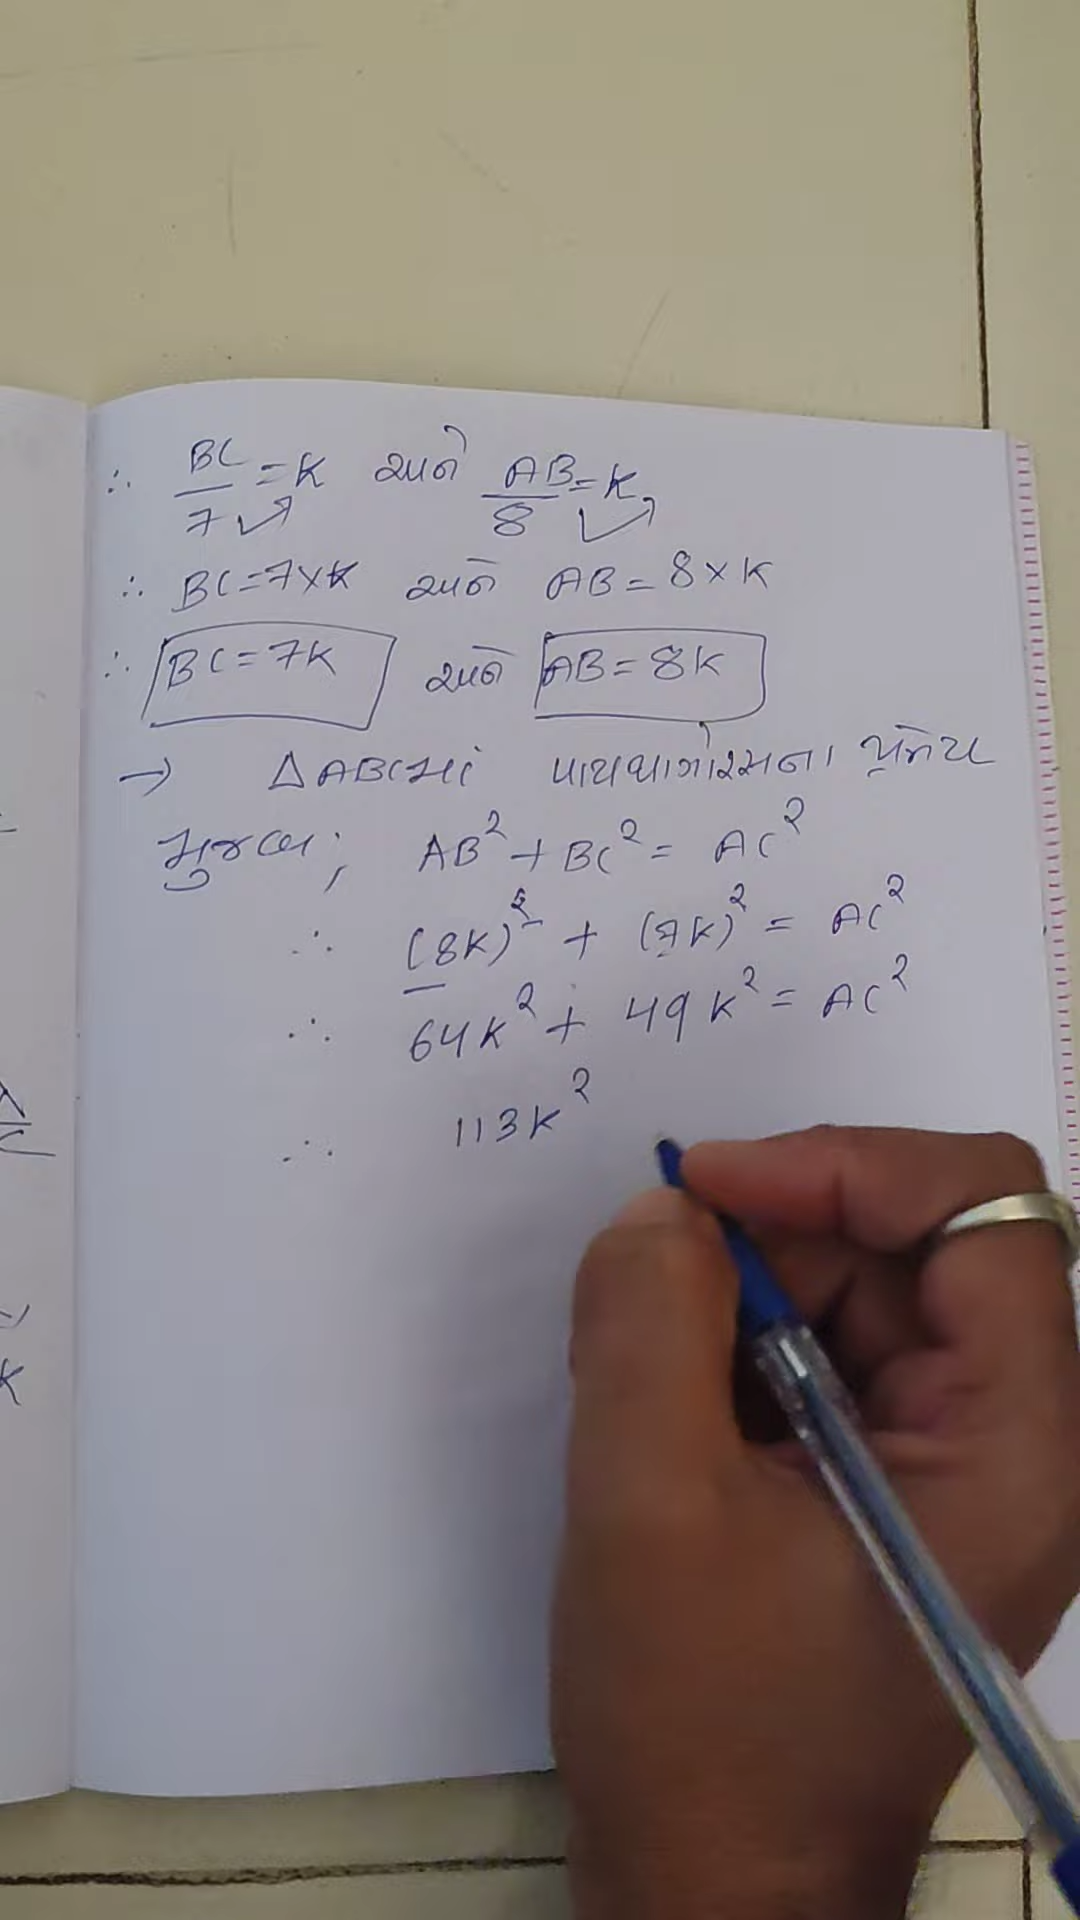 ∴ BC/7 = K અને AB/8 = K
∴ BC = 7×K અને AB = 8×K
∴ BC = 7K અને AB = 8K
→ △ABCમાં પાયથાગોરસના પ્રમેય
મુજબ; AB² + BC² = AC²
∴ (8K)² + (7K)² = AC²
∴ 64K² + 49K² = AC²
∴ 113K²
K